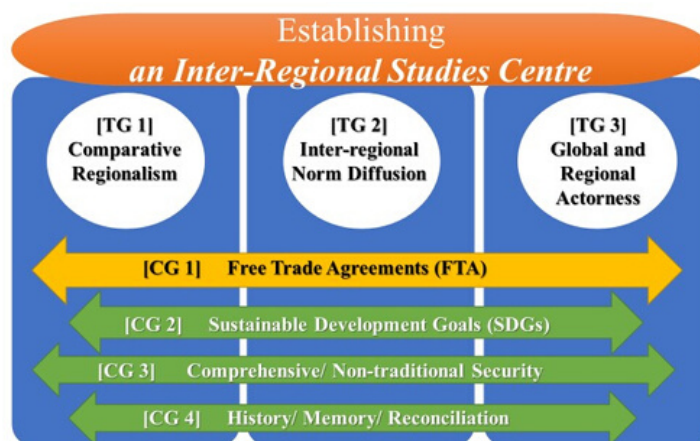 Establishing
an Inter-Regional Studies Centre
[TG 1]
Comparative
Regionalism
[TG 2]
Inter-regional
Norm Diffusion
[TG 3]
Global and
Regional
Actorness
[CG 1] Free Trade Agreements (FTA)
[CG 2] Sustainable Development Goals (SDGs)
[CG 3] Comprehensive/ Non-traditional Security
[CG 4] History/ Memory/ Reconciliation